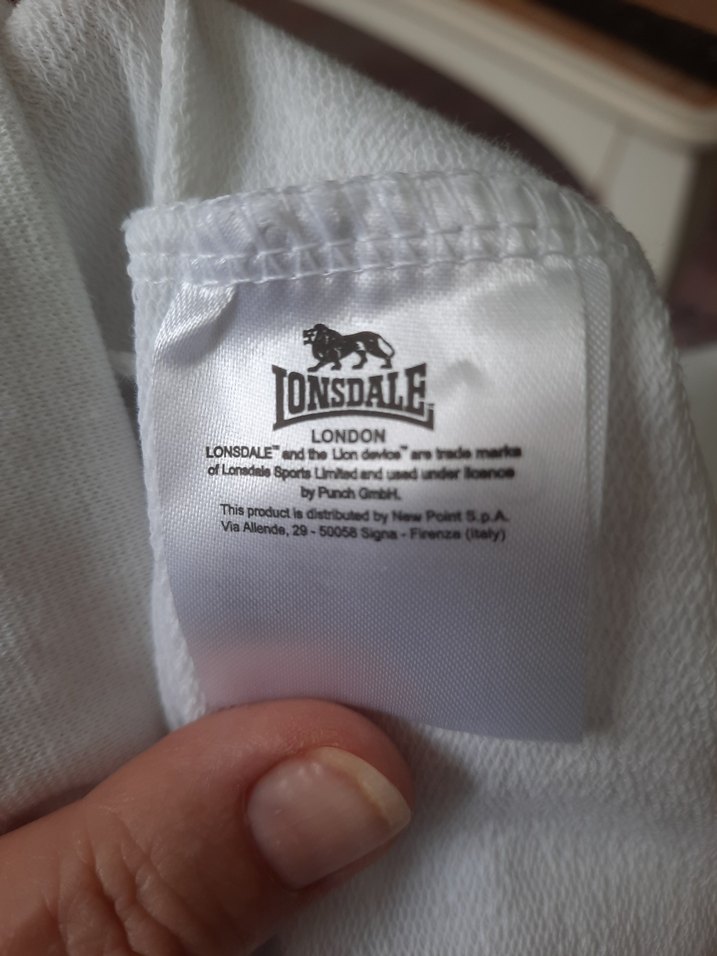 LONSDALE
LONDON
LONSDALE™ and the Lion device™ are trade marks
of Lonsdale Sports Limited and used under licence
by Punch GmbH.
This product is distributed by New Point S.p.A.
Via Allende, 29 - 50058 Signa - Firenze (Italy)